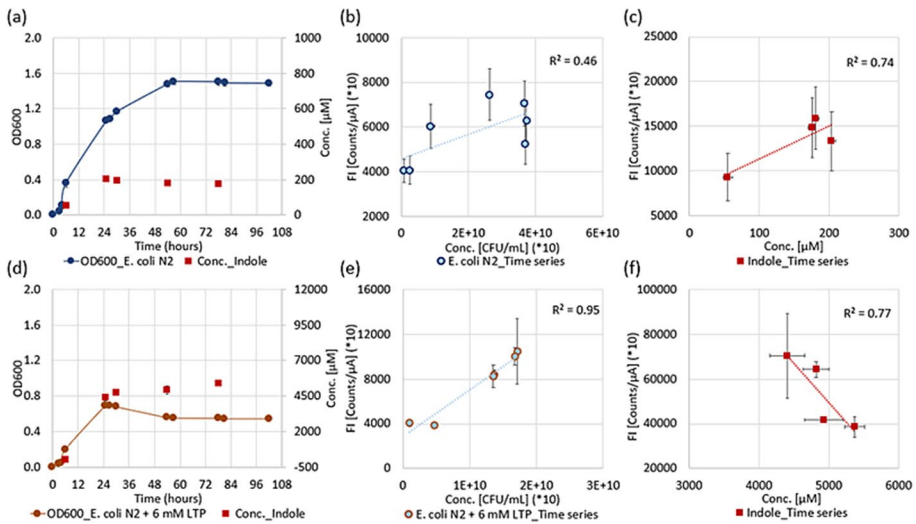 (a)
2.0
1.6
1.2
0.8
0.4
0.0
OD600
1000
800
600
400
200
0
Conc. [µM]
0 12 24 36 48 60 72 84 96 108
Time (hours)
OD600_E. coli N2
Conc._Indole
(b)
10000
8000
6000
4000
2000
FI [Counts/µA] (*10)
R² = 0.46
0 2E+10 4E+10 6E+10
Conc. [CFU/mL] (*10)
E. coli N2_Time series
(c)
25000
20000
15000
10000
5000
FI [Counts/µA] (*10)
R² = 0.74
0 100 200 300
Conc. [µM]
Indole_Time series
(d)
2.0
1.6
1.2
0.8
0.4
0.0
OD600
12000
9500
7000
4500
2000
-500
Conc. [µM]
0 12 24 36 48 60 72 84 96 108
Time (hours)
OD600_E. coli N2 + 6 mM LTP
Conc._Indole
(e)
16000
12000
8000
4000
0
FI [Counts/µA] (*10)
R² = 0.95
0 1E+10 2E+10 3E+10
Conc. [CFU/mL] (*10)
E. coli N2 + 6 mM LTP_Time series
(f)
100000
80000
60000
40000
20000
FI [Counts/µA] (*10)
R² = 0.77
3000 4000 5000 6000
Conc. [µM]
Indole_Time series